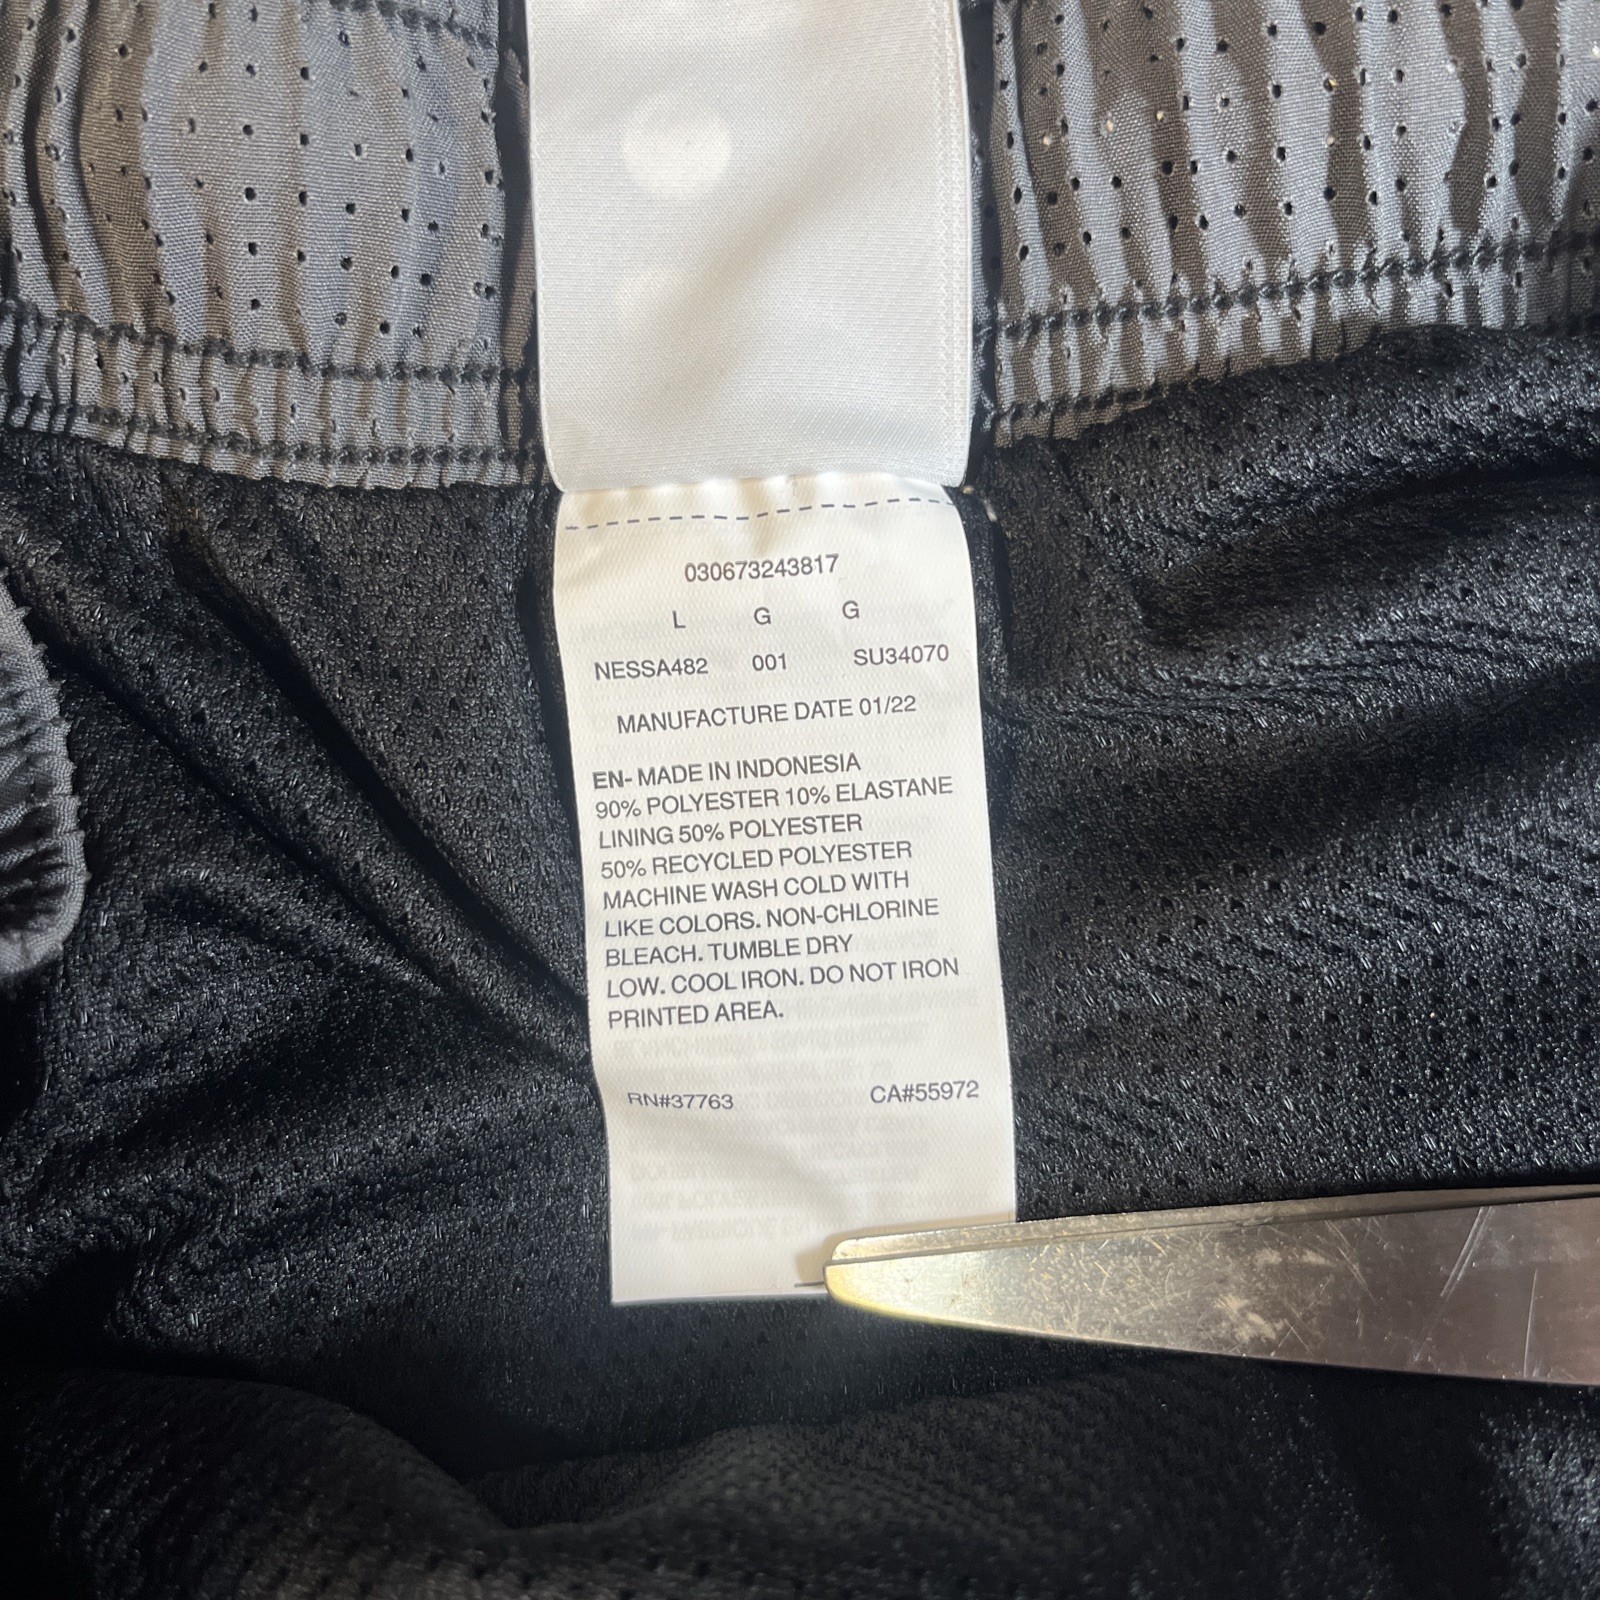 030673243817
L G G
NESSA482 001 SU34070
MANUFACTURE DATE 01/22
EN- MADE IN INDONESIA
90% POLYESTER 10% ELASTANE
LINING 50% POLYESTER
50% RECYCLED POLYESTER
MACHINE WASH COLD WITH
LIKE COLORS. NON-CHLORINE
BLEACH. TUMBLE DRY
LOW. COOL IRON. DO NOT IRON
PRINTED AREA.
RN#37763 CA#55972